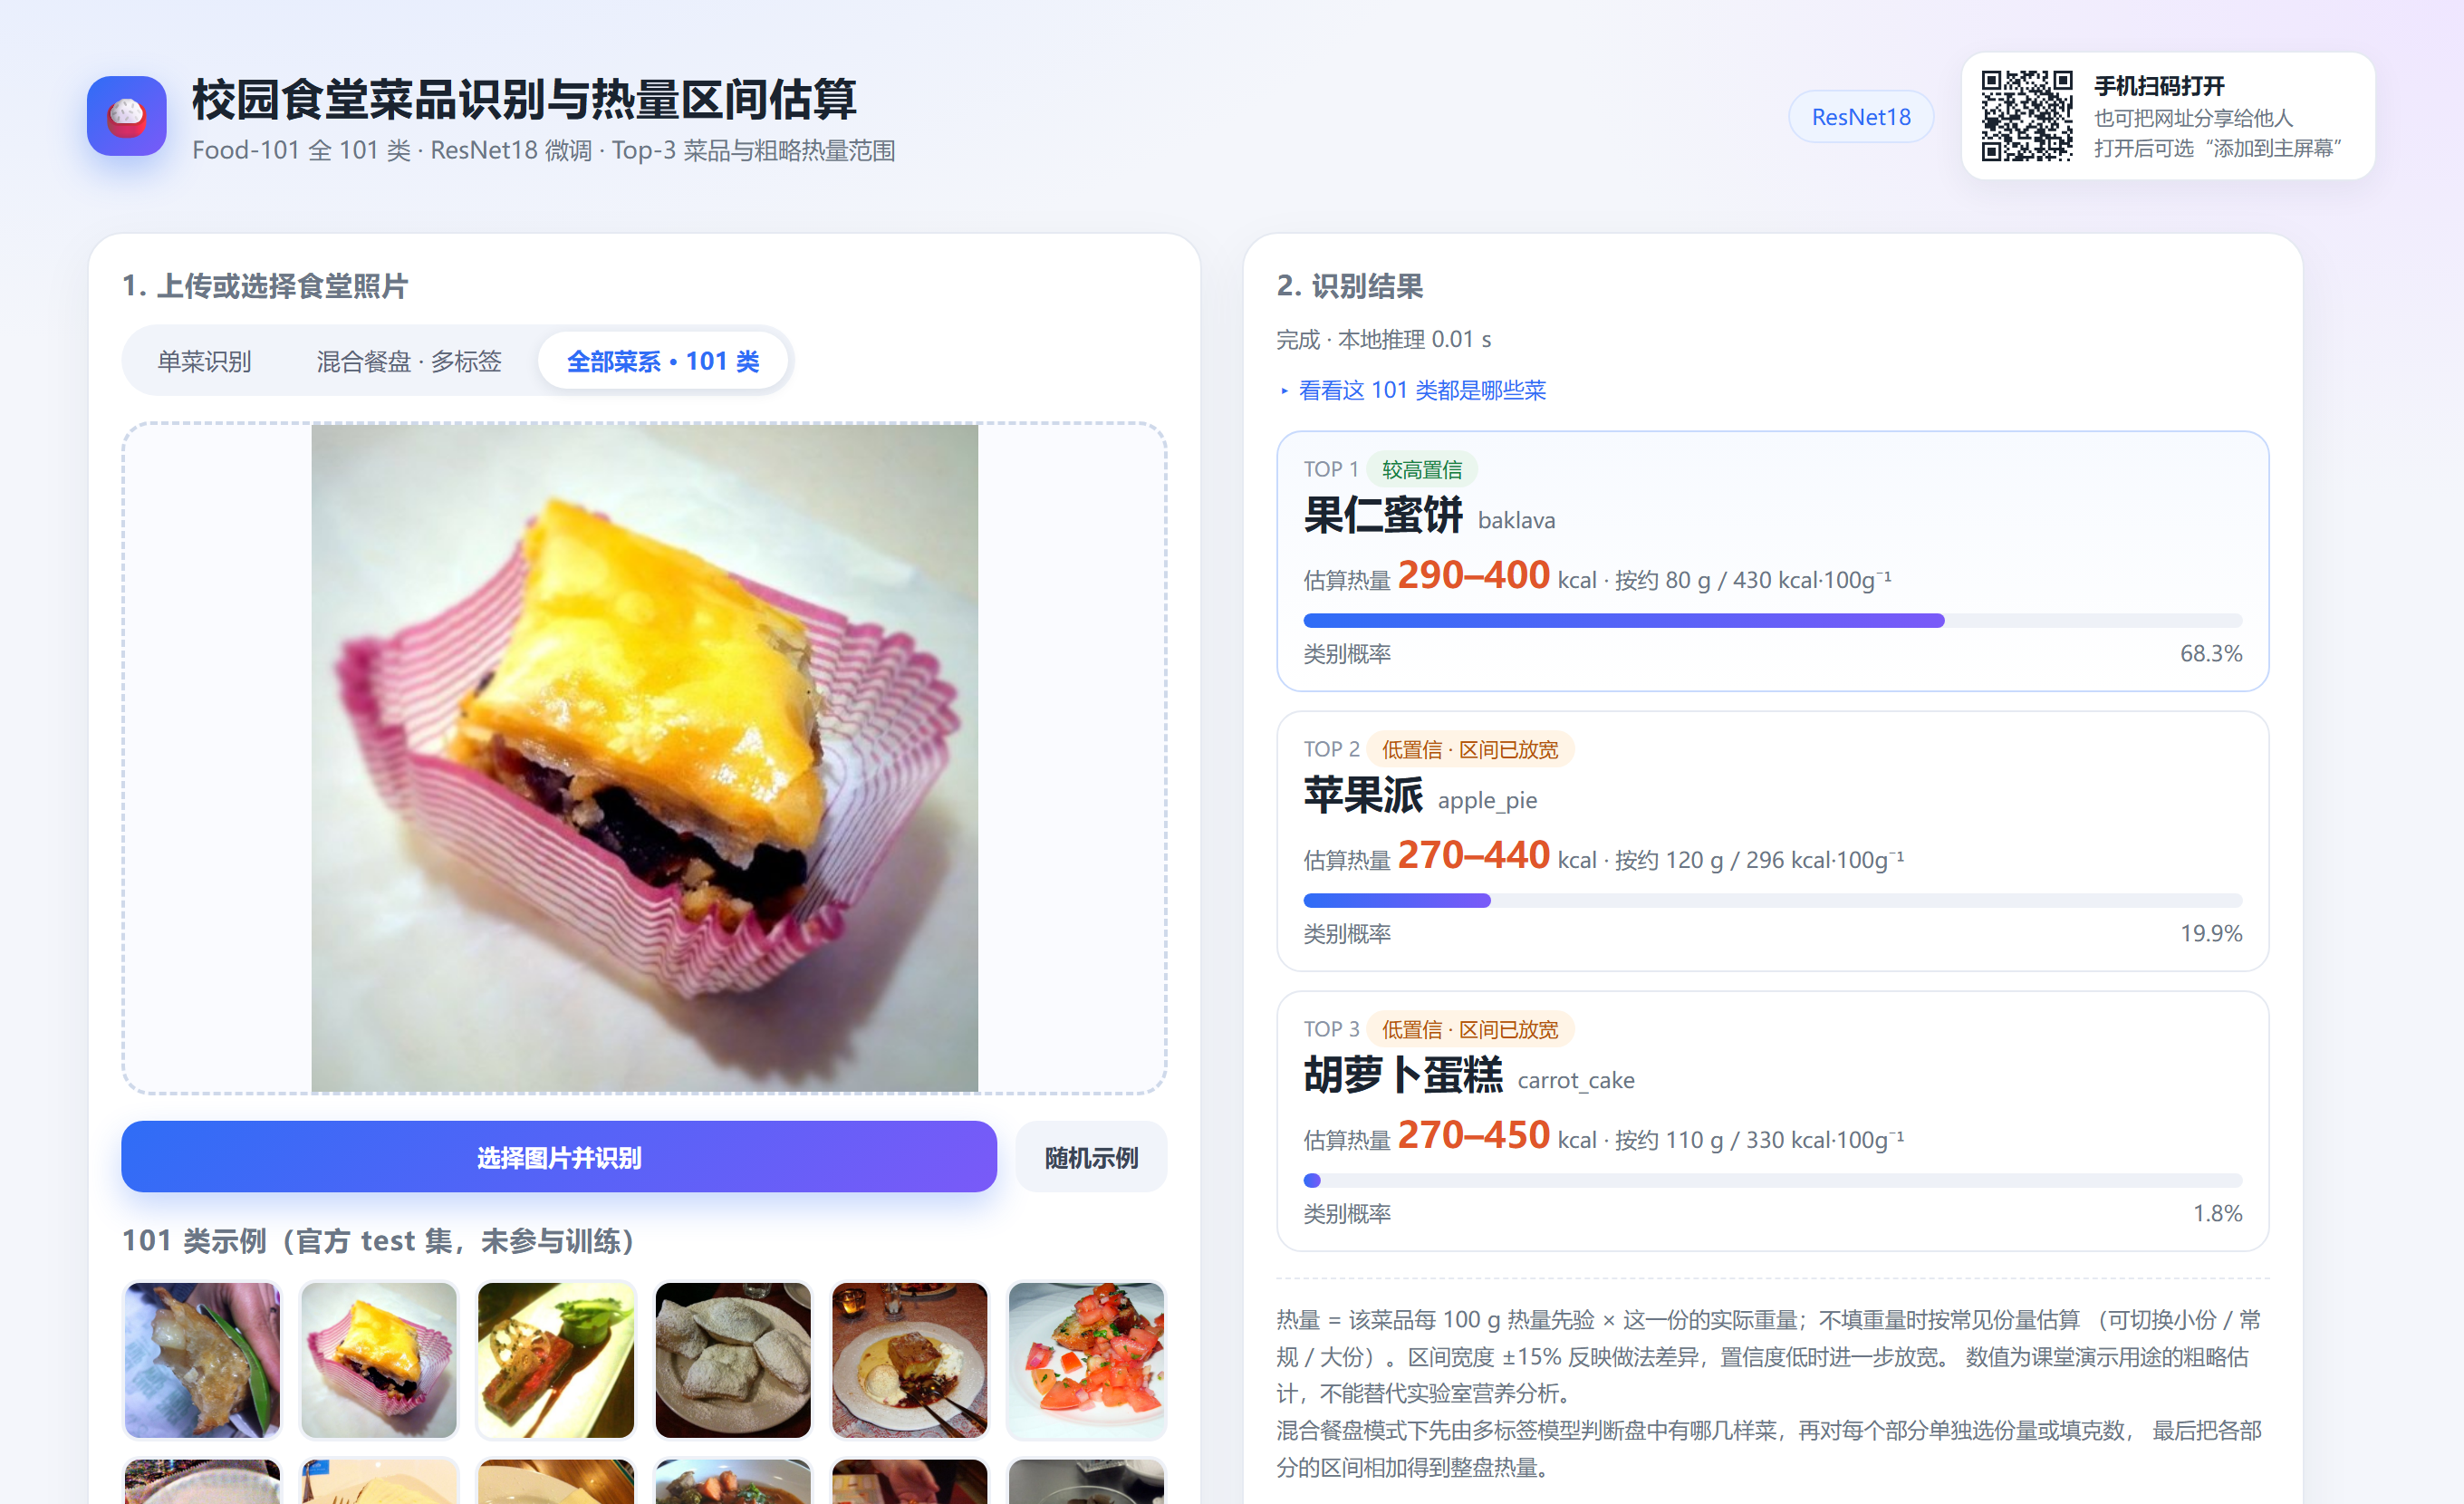 校园食堂菜品识别与热量区间估算
Food-101 全 101 类 · ResNet18 微调 · Top-3 菜品与粗略热量范围
ResNet18
手机扫码打开
也可把网址分享给他人
打开后可选“添加到主屏幕”
1. 上传或选择食堂照片
单菜识别
混合餐盘 · 多标签
全部菜系 • 101 类
选择图片并识别
随机示例
101 类示例（官方 test 集，未参与训练）
2. 识别结果
完成 · 本地推理 0.01 s
▸ 看看这 101 类都是哪些菜
TOP 1 较高置信
果仁蜜饼 baklava
估算热量 290–400 kcal · 按约 80 g / 430 kcal·100g⁻¹
类别概率 68.3%
TOP 2 低置信 · 区间已放宽
苹果派 apple_pie
估算热量 270–440 kcal · 按约 120 g / 296 kcal·100g⁻¹
类别概率 19.9%
TOP 3 低置信 · 区间已放宽
胡萝卜蛋糕 carrot_cake
估算热量 270–450 kcal · 按约 110 g / 330 kcal·100g⁻¹
类别概率 1.8%
热量 = 该菜品每 100 g 热量先验 × 这一份的实际重量；不填重量时按常见份量估算 （可切换小份 / 常
规 / 大份）。区间宽度 ±15% 反映做法差异，置信度低时进一步放宽。 数值为课堂演示用途的粗略估
计，不能替代实验室营养分析。
混合餐盘模式下先由多标签模型判断盘中有哪几样菜，再对每个部分单独选份量或填克数， 最后把各部
分的区间相加得到整盘热量。